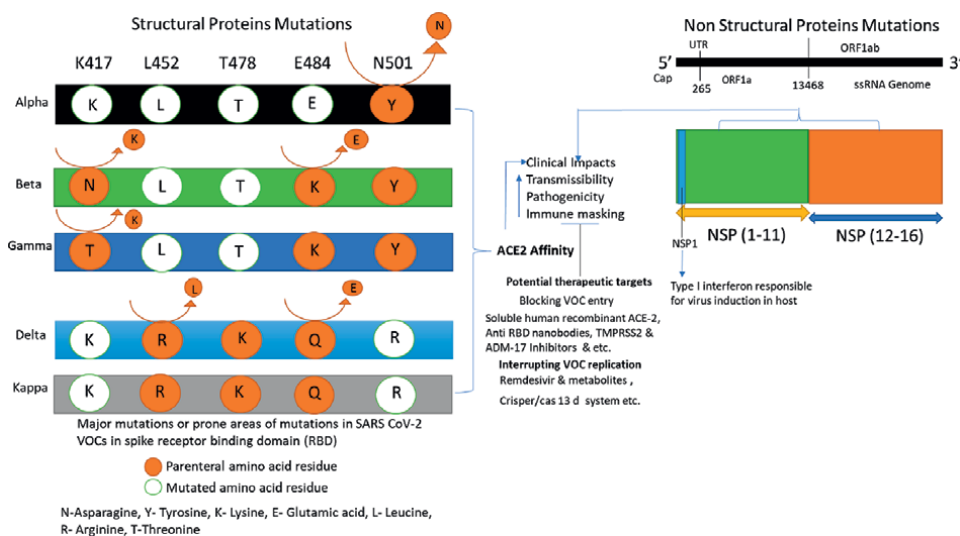 Structural Proteins Mutations
K417 L452 T478 E484 N501
N
Alpha K L T E Y
K E
Beta N L T K Y
K
Gamma T L T K Y
L E
Delta K R K Q R
Kappa K R K Q R
Major mutations or prone areas of mutations in SARS CoV-2
VOCs in spike receptor binding domain (RBD)
Parenteral amino acid residue
Mutated amino acid residue
N-Asparagine, Y- Tyrosine, K- Lysine, E- Glutamic acid, L- Leucine,
R- Arginine, T-Threonine
Clinical Impacts
Transmissibility
Pathogenicity
Immune masking
ACE2 Affinity
Potential therapeutic targets
Blocking VOC entry
Soluble human recombinant ACE-2,
Anti RBD nanobodies, TMPRSS2 &
ADM-17 Inhibitors & etc.
Interrupting VOC replication
Remdesivir & metabolites ,
Crisper/cas 13 d system etc.
Non Structural Proteins Mutations
UTR ORF1ab
5’ 3’
Cap 265 ORF1a 13468 ssRNA Genome
NSP1 NSP (1-11) NSP (12-16)
Type I interferon responsible
for virus induction in host